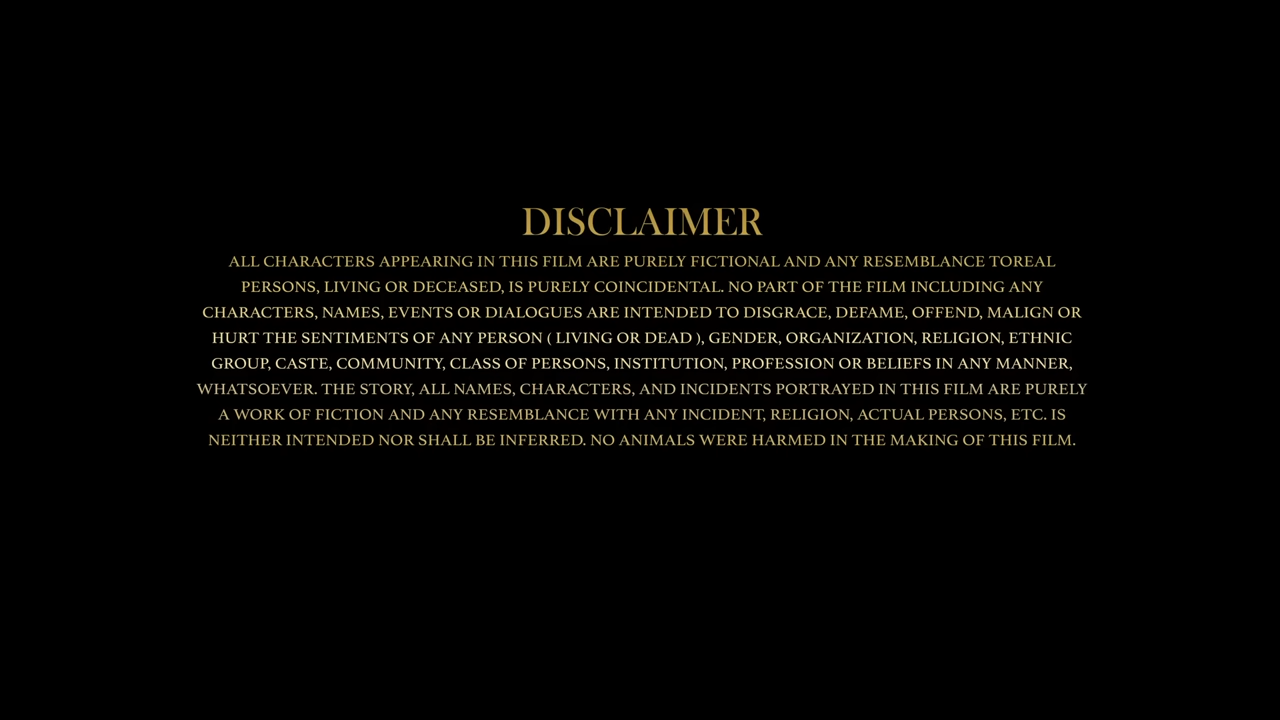 DISCLAIMER
ALL CHARACTERS APPEARING IN THIS FILM ARE PURELY FICTIONAL AND ANY RESEMBLANCE TOREAL
PERSONS, LIVING OR DECEASED, IS PURELY COINCIDENTAL. NO PART OF THE FILM INCLUDING ANY
CHARACTERS, NAMES, EVENTS OR DIALOGUES ARE INTENDED TO DISGRACE, DEFAME, OFFEND, MALIGN OR
HURT THE SENTIMENTS OF ANY PERSON ( LIVING OR DEAD ), GENDER, ORGANIZATION, RELIGION, ETHNIC
GROUP, CASTE, COMMUNITY, CLASS OF PERSONS, INSTITUTION, PROFESSION OR BELIEFS IN ANY MANNER,
WHATSOEVER. THE STORY, ALL NAMES, CHARACTERS, AND INCIDENTS PORTRAYED IN THIS FILM ARE PURELY
A WORK OF FICTION AND ANY RESEMBLANCE WITH ANY INCIDENT, RELIGION, ACTUAL PERSONS, ETC. IS
NEITHER INTENDED NOR SHALL BE INFERRED. NO ANIMALS WERE HARMED IN THE MAKING OF THIS FILM.